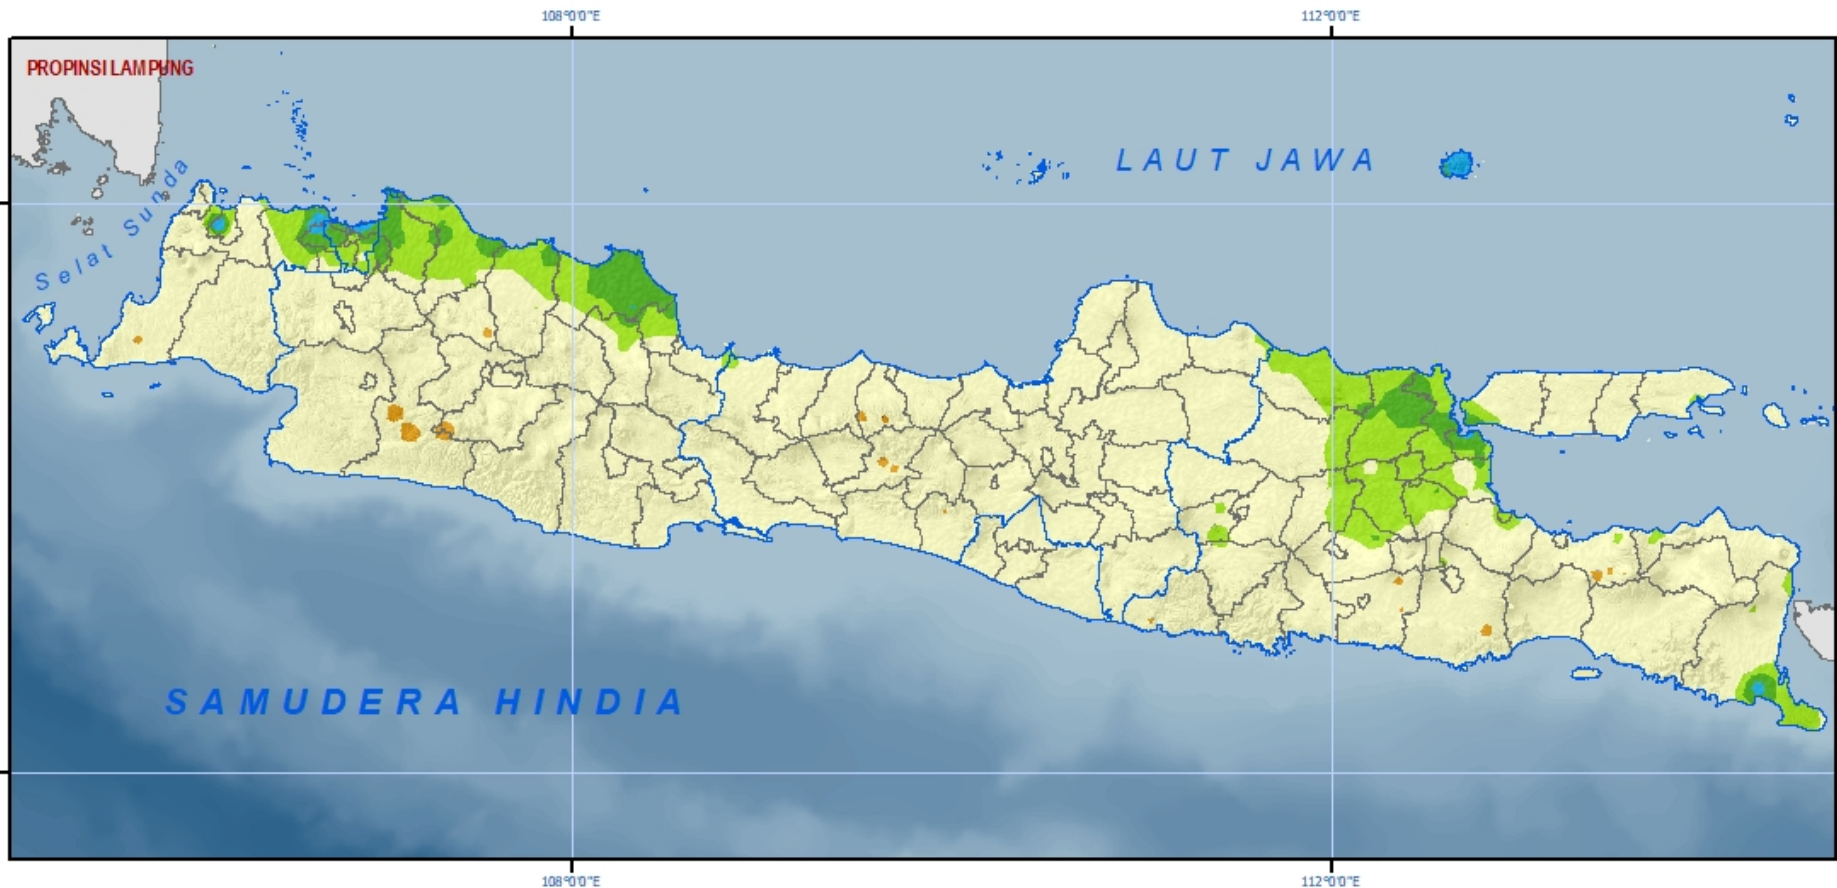 108°0'0"E
112°0'0"E
PROPINSI LAMPUNG
LAUT JAWA
Selat Sunda
SAMUDERA HINDIA
108°0'0"E
112°0'0"E